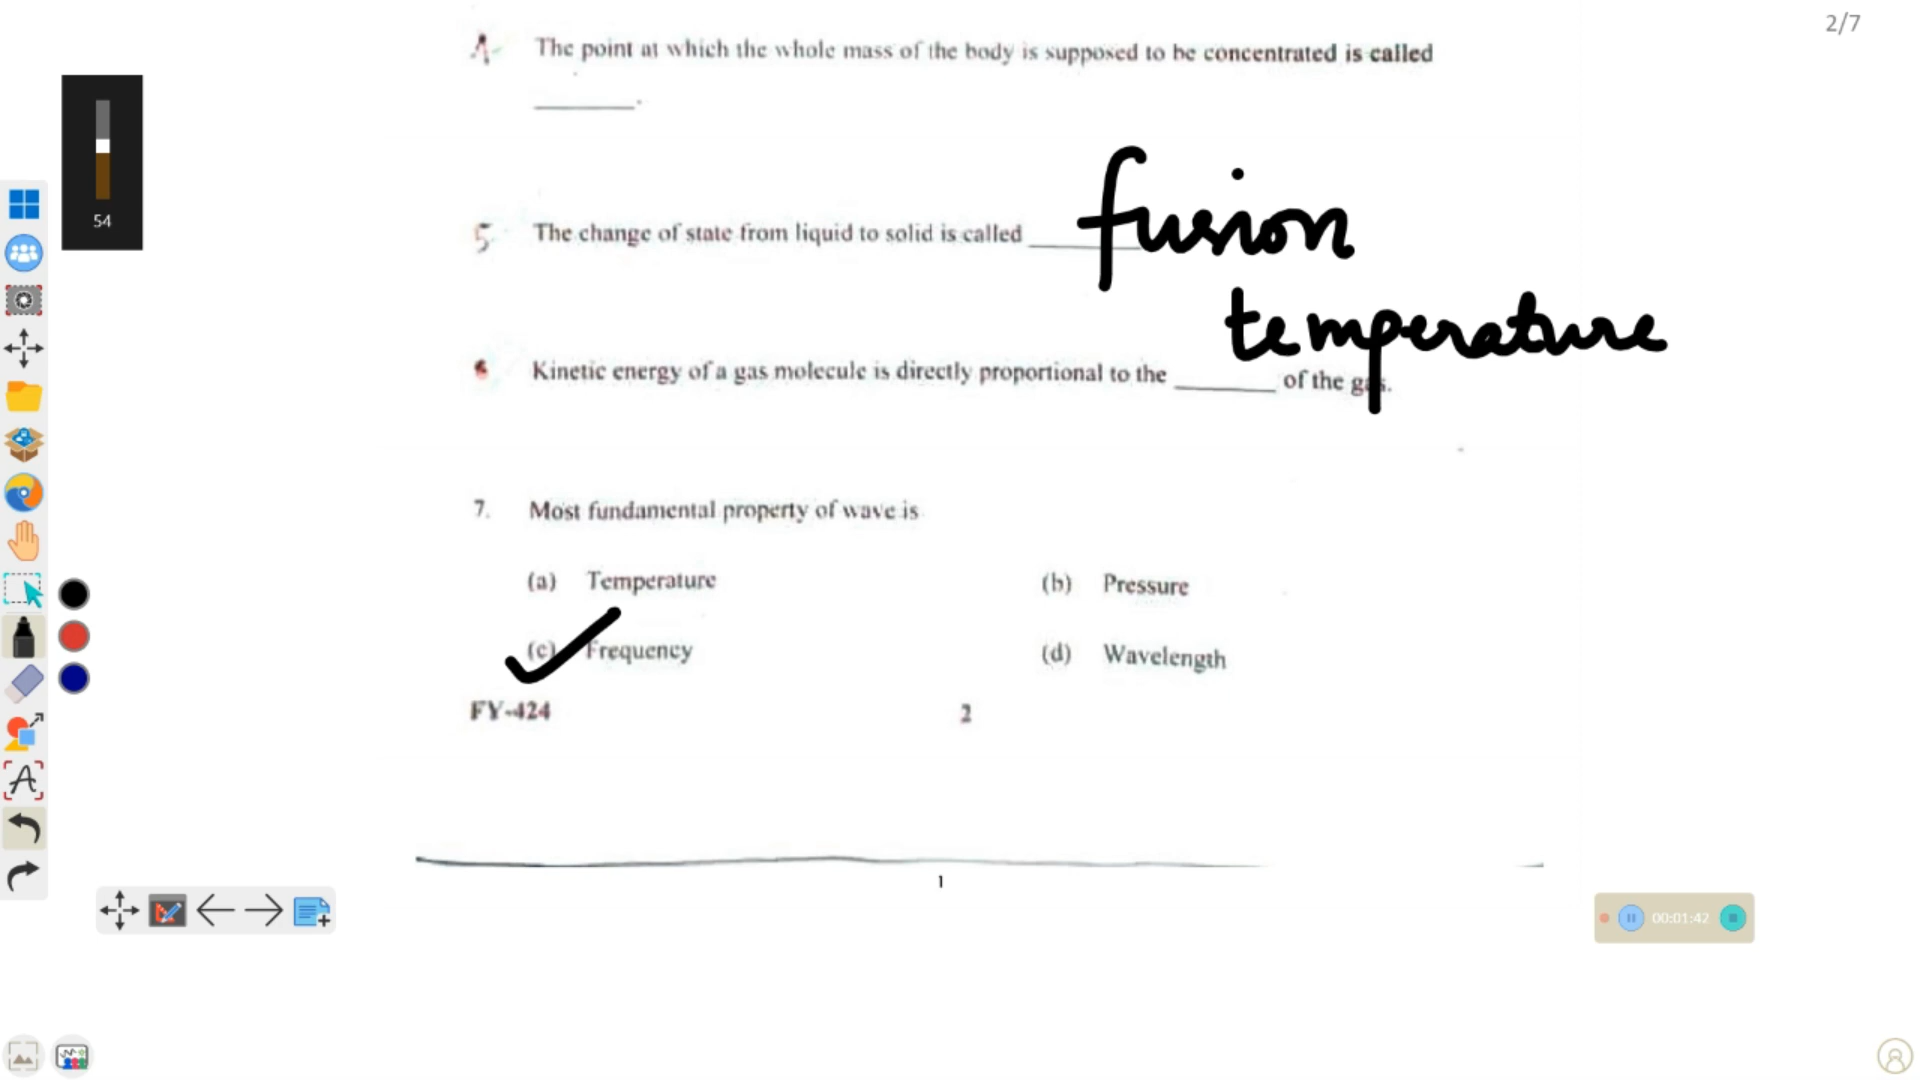 2/7
4. The point at which the whole mass of the body is supposed to be concentrated is called
_______.
54
5. The change of state from liquid to solid is called _______ fusion
temperature
6 Kinetic energy of a gas molecule is directly proportional to the _______ of the gas.
7. Most fundamental property of wave is
(a) Temperature (b) Pressure
(c) Frequency (d) Wavelength
FY-424 2
1
00:01:42